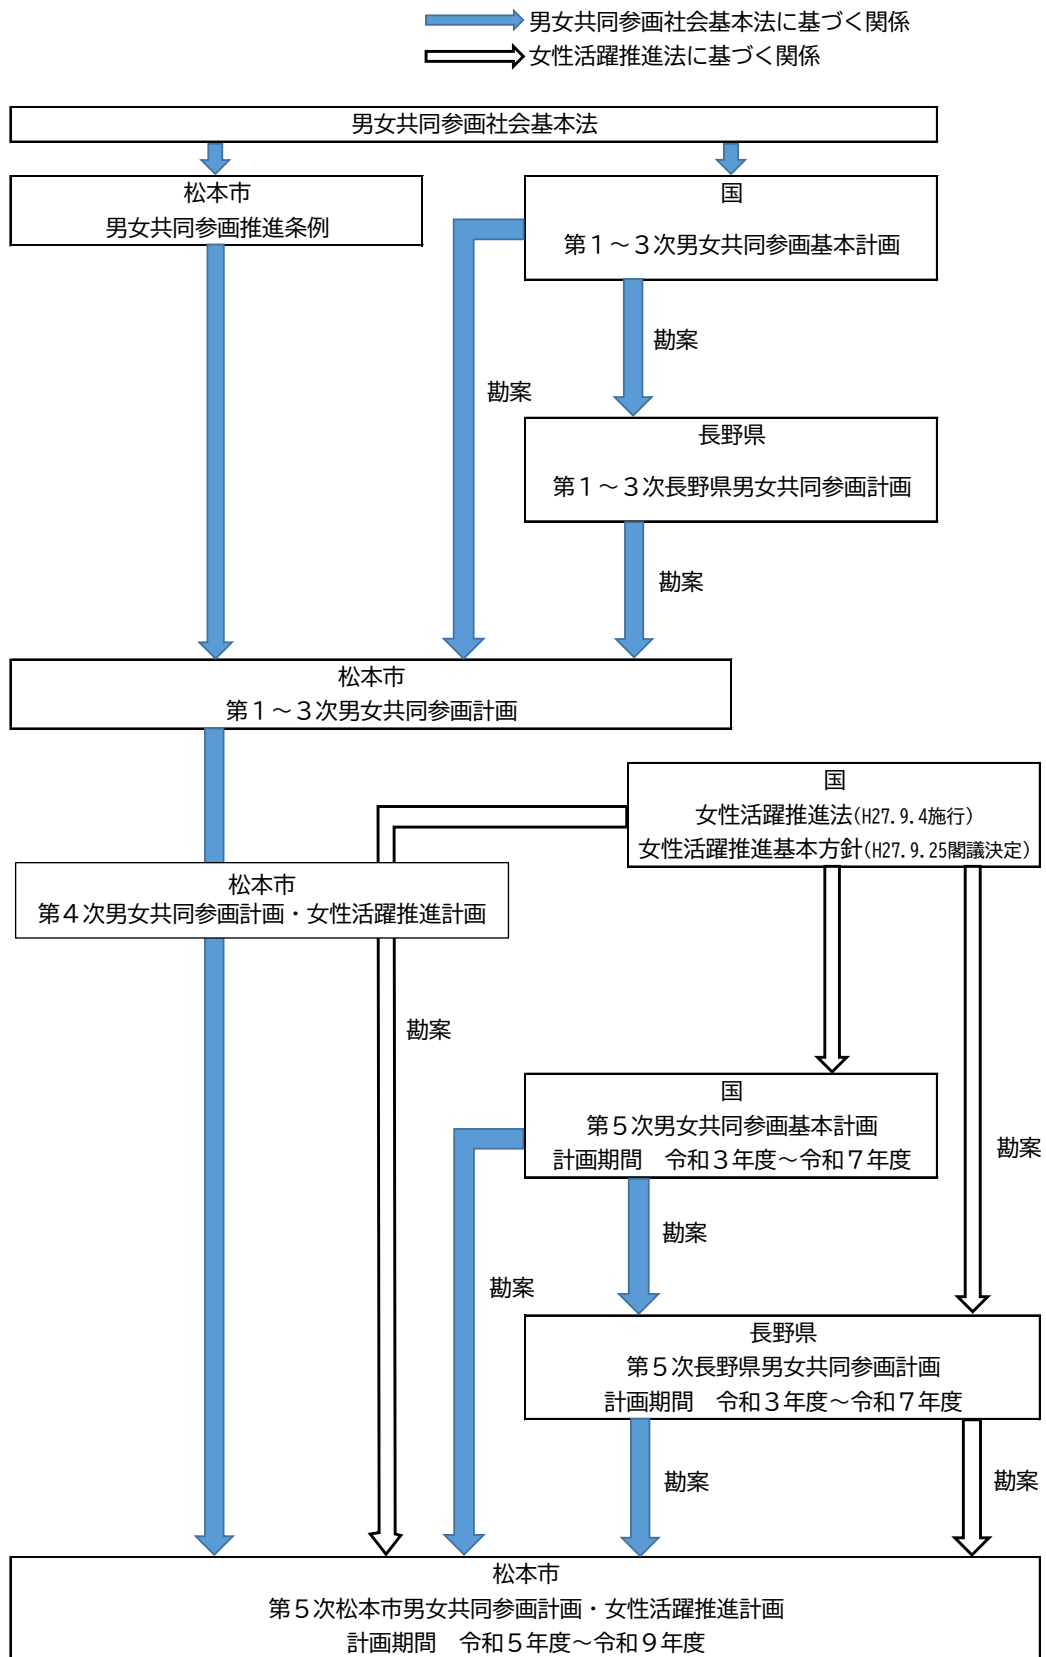 男女共同参画社会基本法に基づく関係
女性活躍推進法に基づく関係
男女共同参画社会基本法
松本市
男女共同参画推進条例
国
第1～3次男女共同参画基本計画
勘案
勘案
長野県
第1～3次長野県男女共同参画計画
勘案
松本市
第1～3次男女共同参画計画
国
女性活躍推進法(H27.9.4施行)
女性活躍推進基本方針(H27.9.25閣議決定)
松本市
第4次男女共同参画計画・女性活躍推進計画
勘案
国
第5次男女共同参画基本計画
計画期間　令和3年度～令和7年度
勘案
勘案
勘案
長野県
第5次長野県男女共同参画計画
計画期間　令和3年度～令和7年度
勘案
勘案
松本市
第5次松本市男女共同参画計画・女性活躍推進計画
計画期間　令和5年度～令和9年度